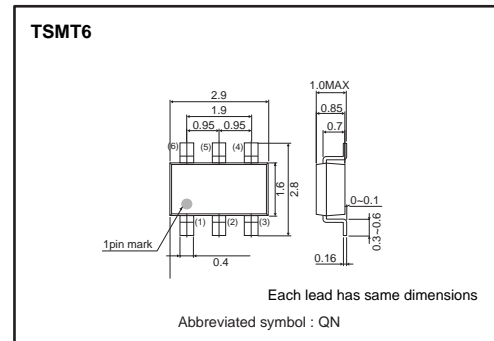 TSMT6
2.9
1.9
0.95 0.95
(6) (5) (4)
1.6
2.8
(1) (2) (3)
1pin mark
0.4
1.0MAX
0.85
0.7
0~0.1
0.3~0.6
0.16
Each lead has same dimensions
Abbreviated symbol : QN